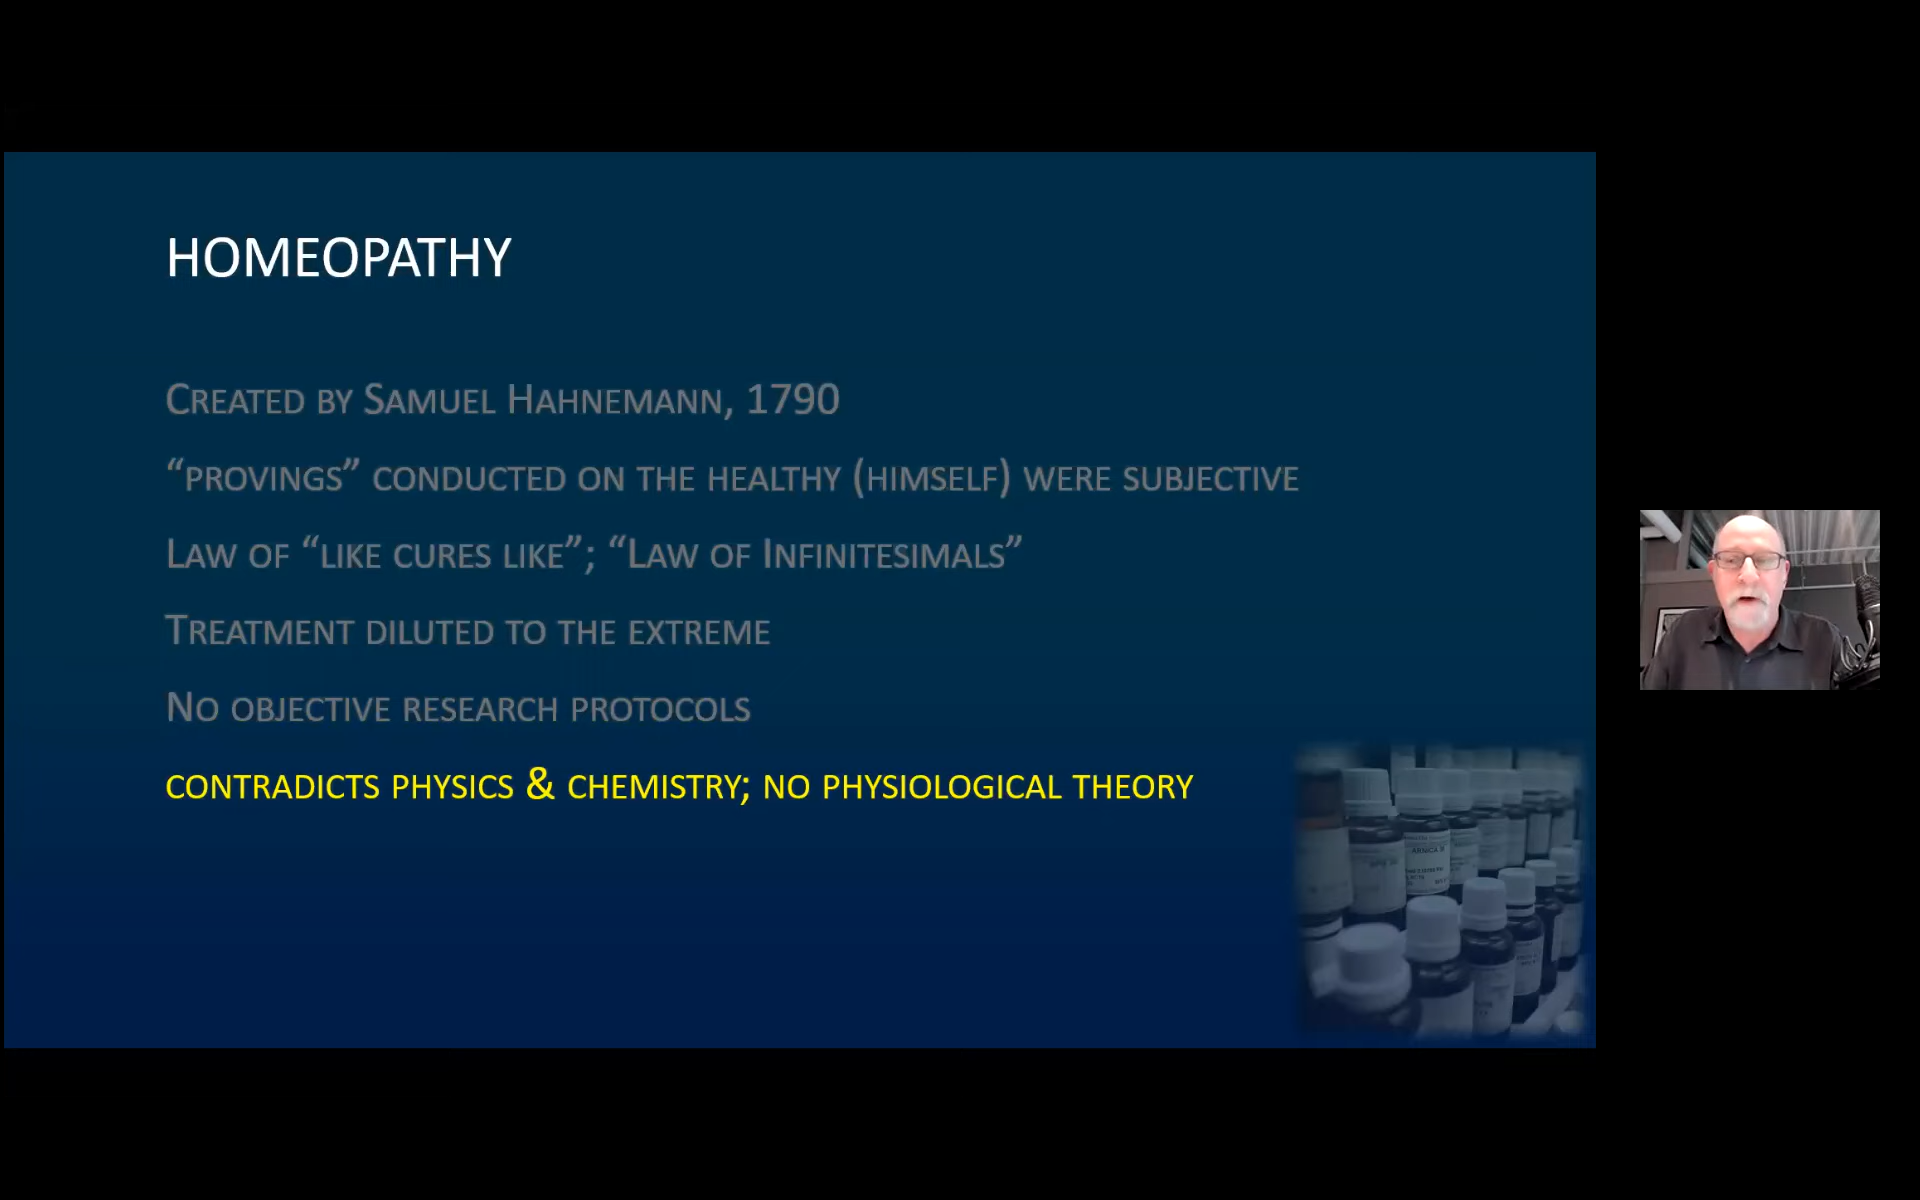 HOMEOPATHY
Created by Samuel Hahnemann, 1790
“provings” conducted on the healthy (himself) were subjective
Law of “like cures like”; “Law of Infinitesimals”
Treatment diluted to the extreme
No objective research protocols
contradicts physics & chemistry; no physiological theory
ARNICA